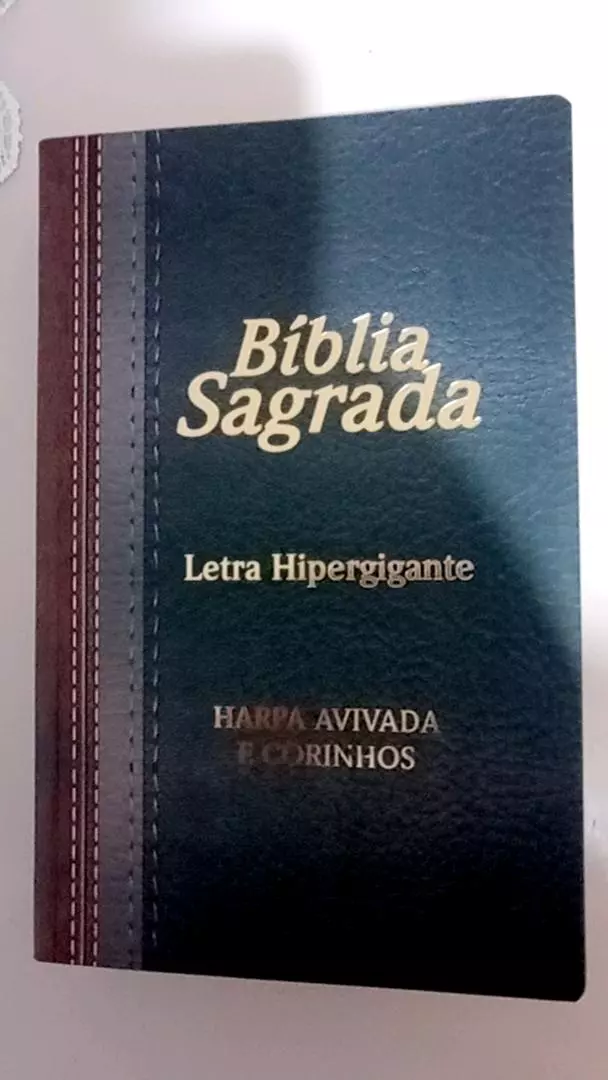 Bíblia
Sagrada
Letra Hipergigante
HARPA AVIVADA
E CORINHOS